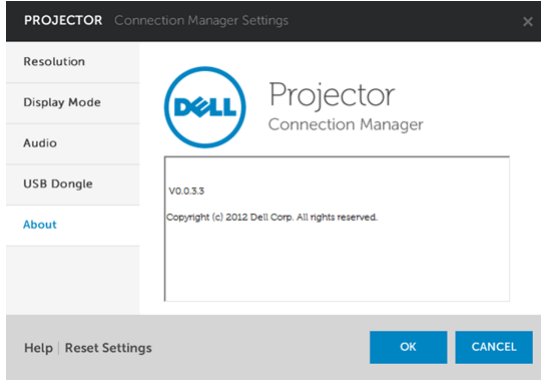 PROJECTOR Connection Manager Settings ×
Resolution
Display Mode
Audio
USB Dongle
About
DELL
Projector
Connection Manager
V0.0.3.3
Copyright (c) 2012 Dell Corp. All rights reserved.
Help | Reset Settings
OK
CANCEL